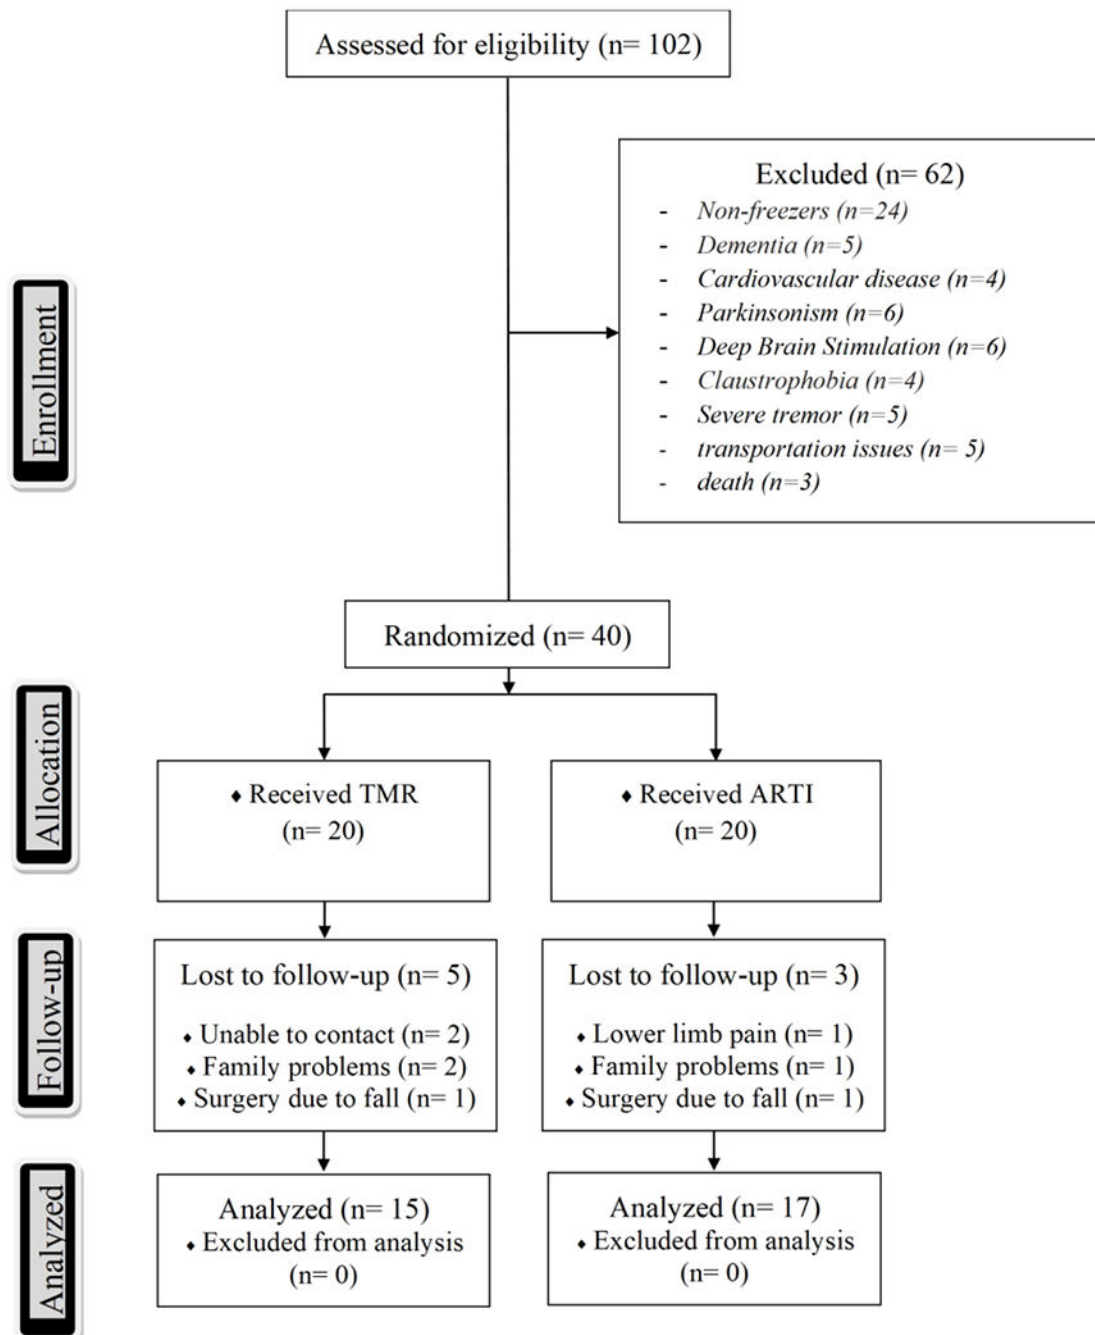 Assessed for eligibility (n= 102)
Excluded (n= 62)
- Non-freezers (n=24)
- Dementia (n=5)
- Cardiovascular disease (n=4)
- Parkinsonism (n=6)
- Deep Brain Stimulation (n=6)
- Claustrophobia (n=4)
- Severe tremor (n=5)
- transportation issues (n= 5)
- death (n=3)
Enrollment
Randomized (n= 40)
Allocation
♦ Received TMR
(n= 20)
♦ Received ARTI
(n= 20)
Follow-up
Lost to follow-up (n= 5)
♦ Unable to contact (n= 2)
♦ Family problems (n= 2)
♦ Surgery due to fall (n= 1)
Lost to follow-up (n= 3)
♦ Lower limb pain (n= 1)
♦ Family problems (n= 1)
♦ Surgery due to fall (n= 1)
Analyzed
Analyzed (n= 15)
♦ Excluded from analysis
(n= 0)
Analyzed (n= 17)
♦ Excluded from analysis
(n= 0)